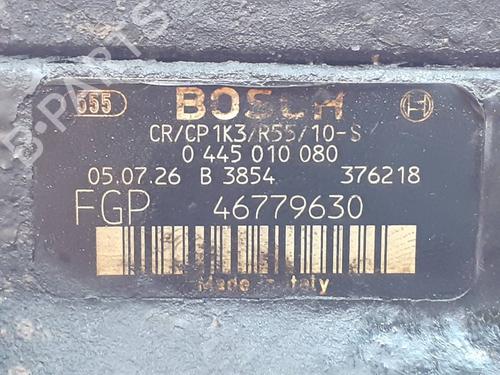 B-PARTS
555 BOSCH
CR/CP1K3/R55/10-S
0 445 010 080
05.07.26 B 3854 376218
FGP 46779630
Made in Italy